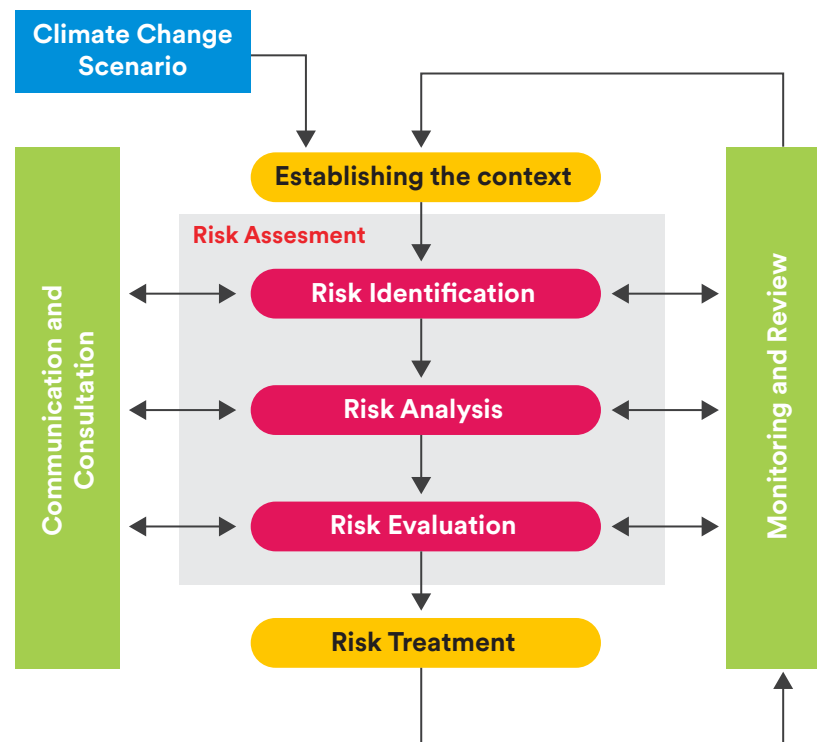 Climate Change
Scenario
Establishing the context
Risk Assesment
Risk Identification
Risk Analysis
Risk Evaluation
Risk Treatment
Communication and
Consultation
Monitoring and Review